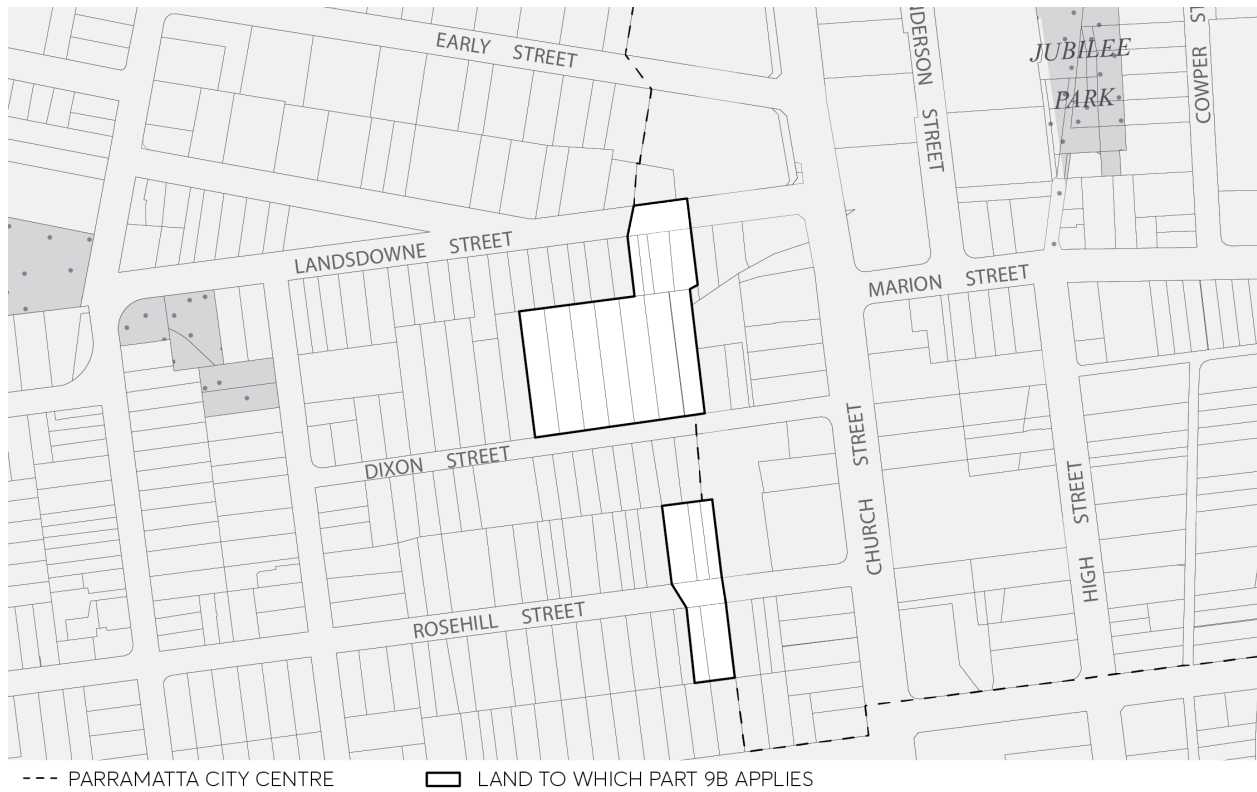 EARLY STREET
NDERSON STREET
JUBILEE
PARK
COWPER ST
LANDSDOWNE STREET
MARION STREET
DIXON STREET
CHURCH STREET
HIGH STREET
ROSEHILL STREET
PARRAMATTA CITY CENTRE
LAND TO WHICH PART 9B APPLIES